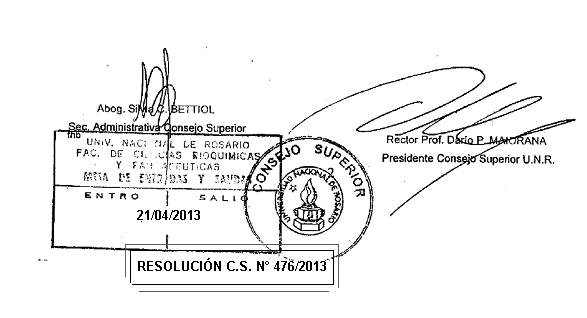 Abog. Silvia C. BETTIOL
Sec. Administrativa Consejo Superior
fhb
Rector Prof. Darío P. MAIORANA
Presidente Consejo Superior U.N.R.
UNIV. NACIONAL DE ROSARIO
FAC. DE CIENCIAS BIOQUIMICAS
Y FARMACEUTICAS
MESA DE ENTRADAS Y SALIDAS
ENTRO SALIO
21/04/2013
CONSEJO SUPERIOR
UNIVERSIDAD NACIONAL DE ROSARIO
RESOLUCIÓN C.S. N° 476/2013